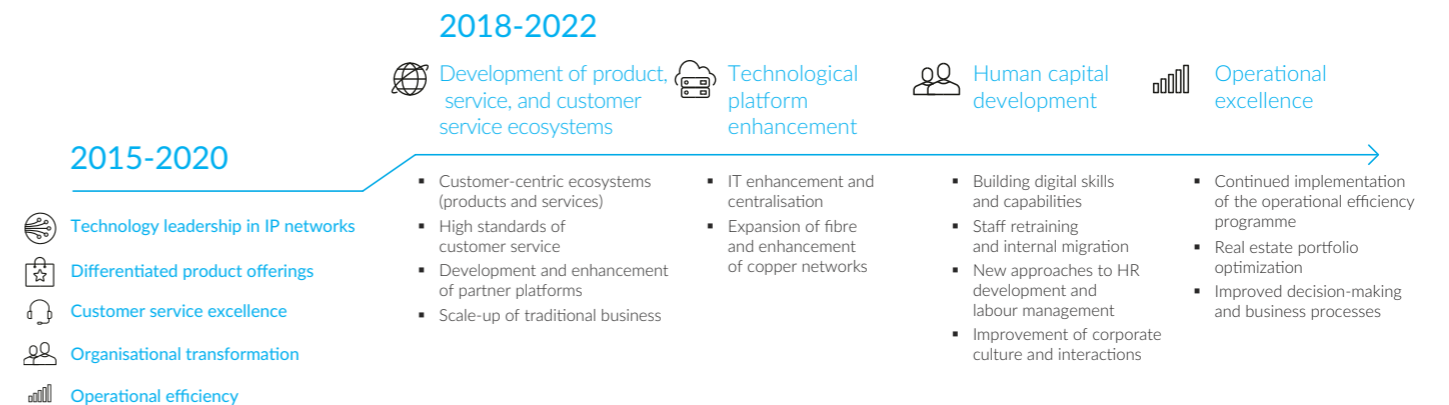 2015-2020
Technology leadership in IP networks
Differentiated product offerings
Customer service excellence
Organisational transformation
Operational efficiency
2018-2022
Development of product,
service, and customer
service ecosystems
▪ Customer-centric ecosystems
(products and services)
▪ High standards of
customer service
▪ Development and enhancement
of partner platforms
▪ Scale-up of traditional business
Technological
platform
enhancement
▪ IT enhancement and
centralisation
▪ Expansion of fibre
and enhancement
of copper networks
Human capital
development
▪ Building digital skills
and capabilities
▪ Staff retraining
and internal migration
▪ New approaches to HR
development and
labour management
▪ Improvement of corporate
culture and interactions
Operational
excellence
▪ Continued implementation
of the operational efficiency
programme
▪ Real estate portfolio
optimization
▪ Improved decision-making
and business processes